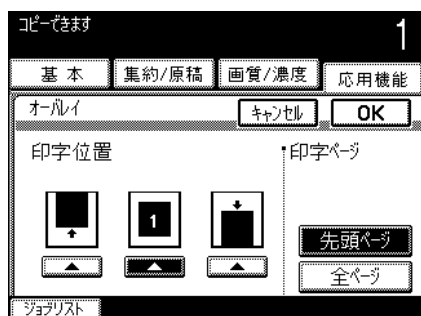 コピーできます 1
基本 集約/原稿 画質/濃度 応用機能
オーバレイ キャンセル OK
印字位置 印字ページ
1
先頭ページ
全ページ
ジョブリスト